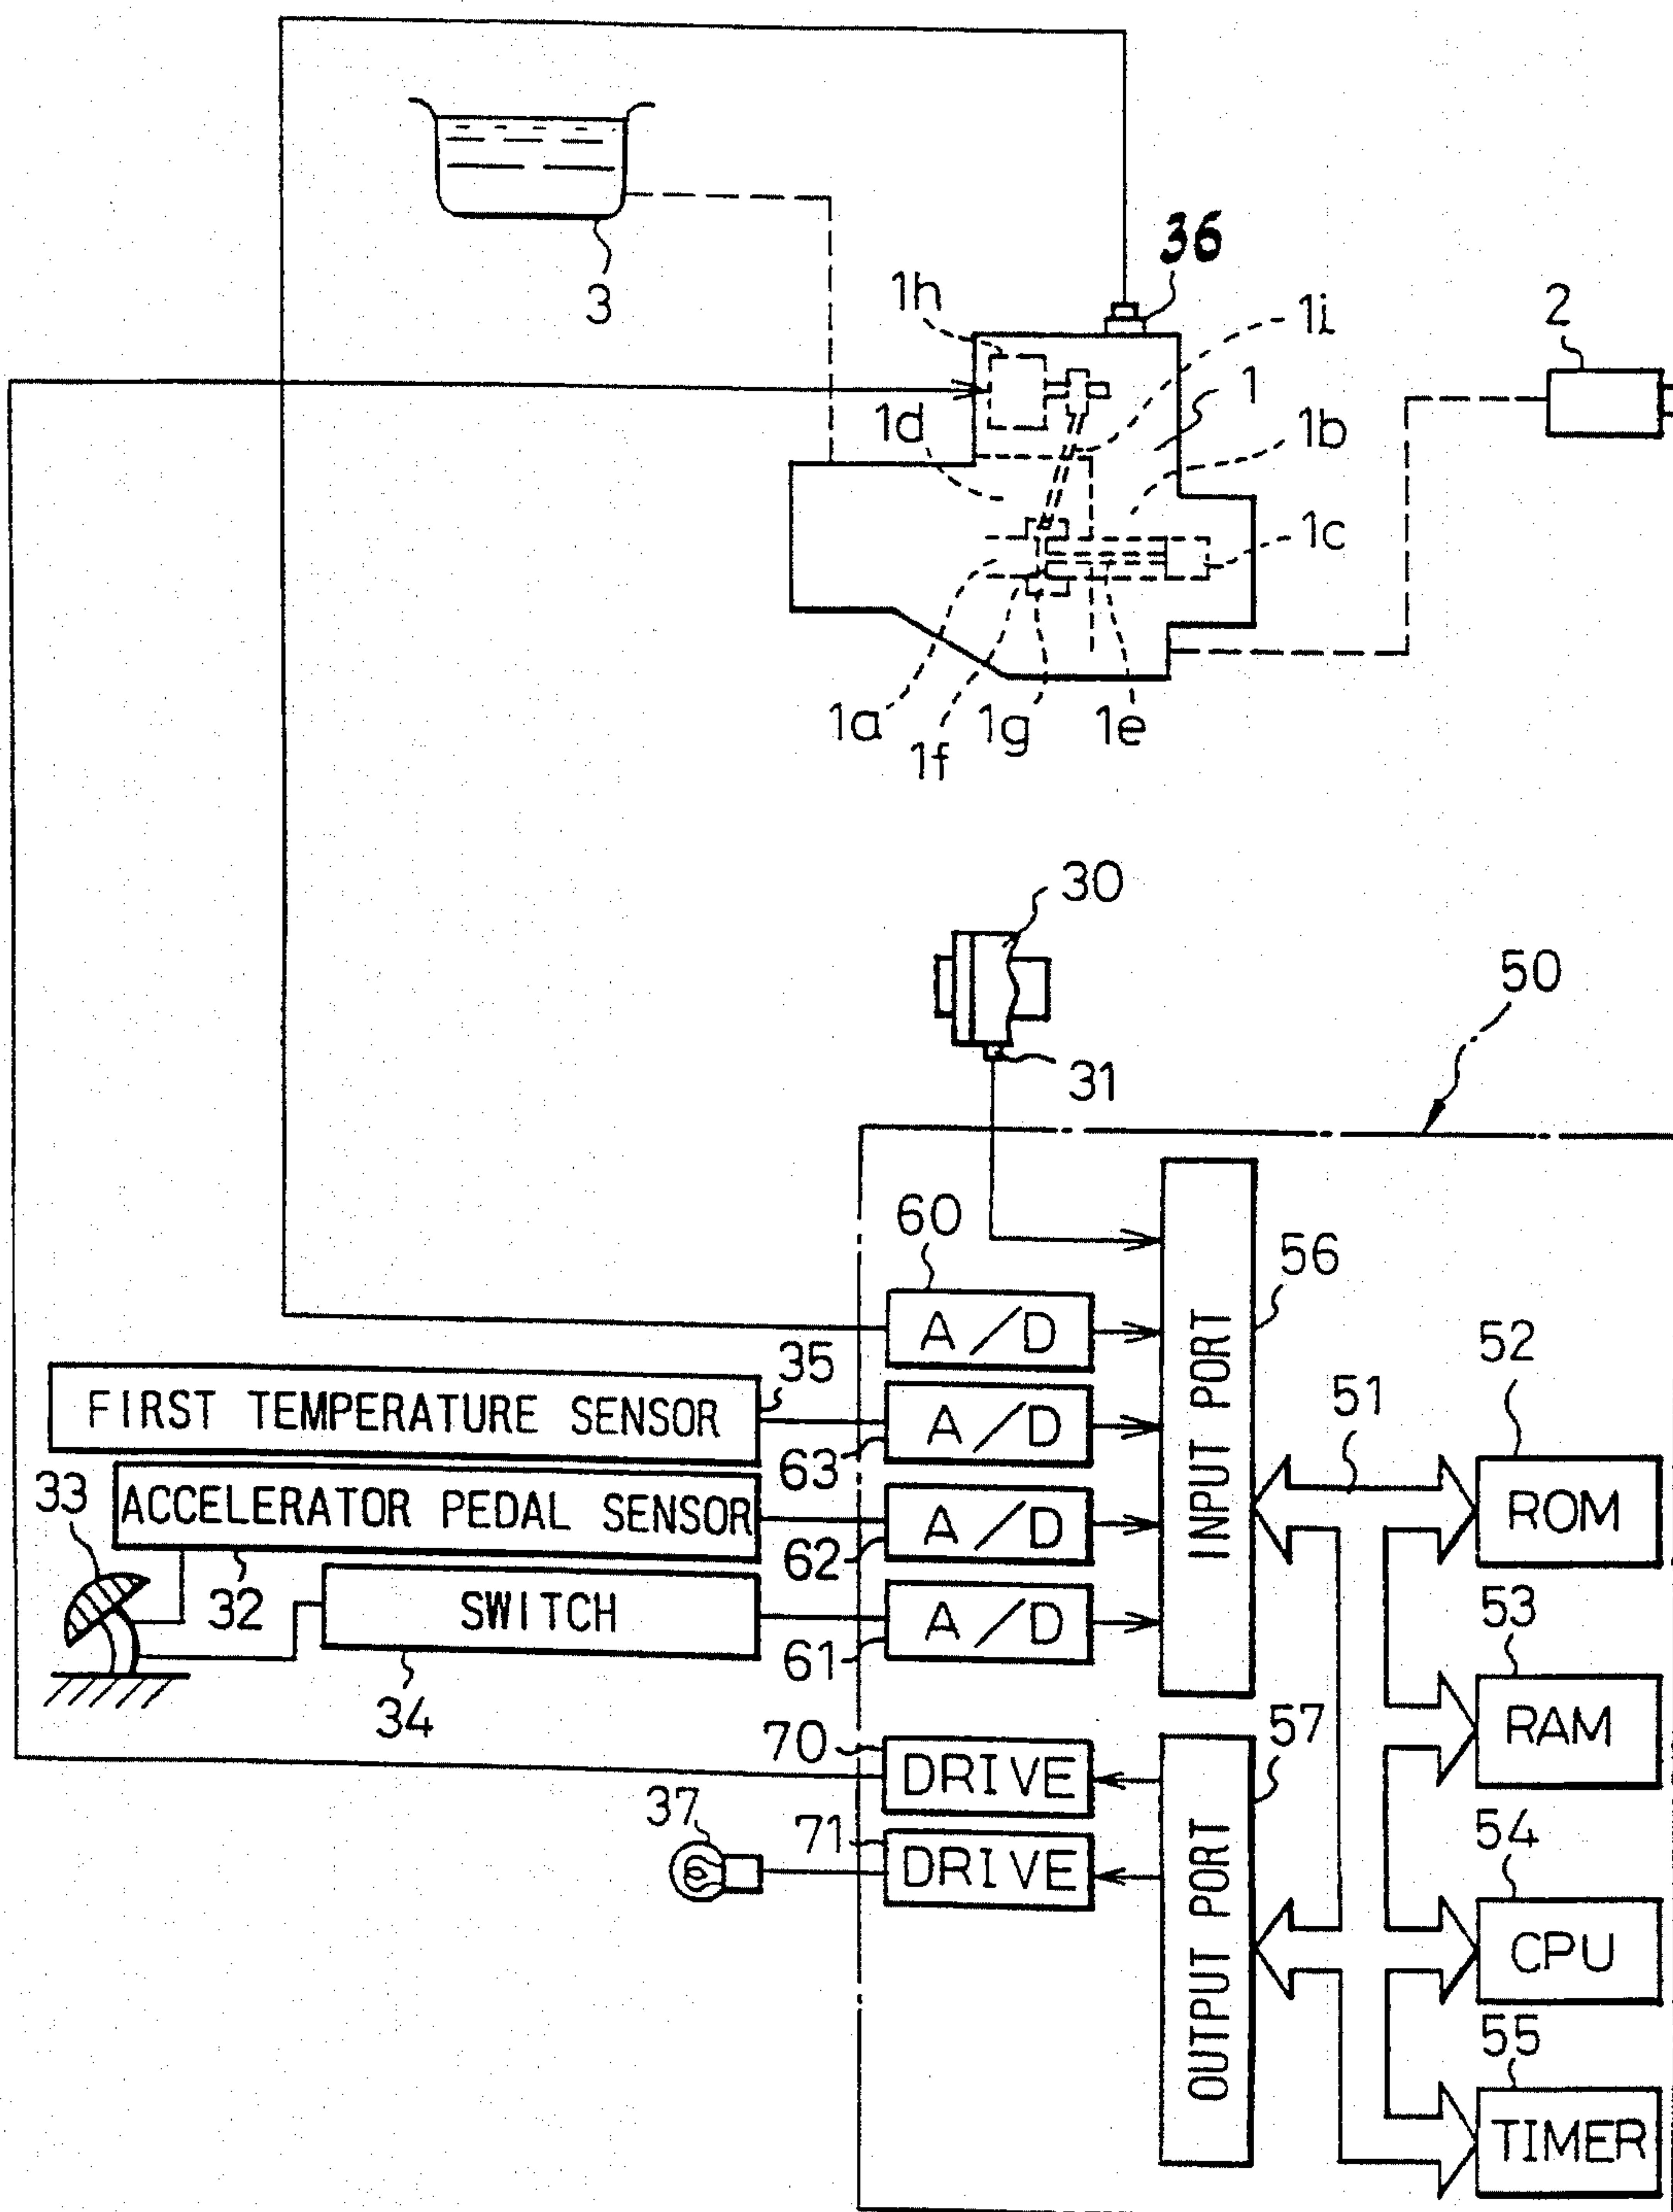 36
3
1h
1i
2
1
1d
1b
1c
1a
1f
1g
1e
30
50
31
60
56
A/D
35
52
FIRST TEMPERATURE SENSOR
A/D
51
63
INPUT PORT
33
ACCELERATOR PEDAL SENSOR
A/D
ROM
62
32
SWITCH
A/D
53
61
34
57
RAM
70
DRIVE
37
71
DRIVE
54
OUTPUT PORT
CPU
55
TIMER